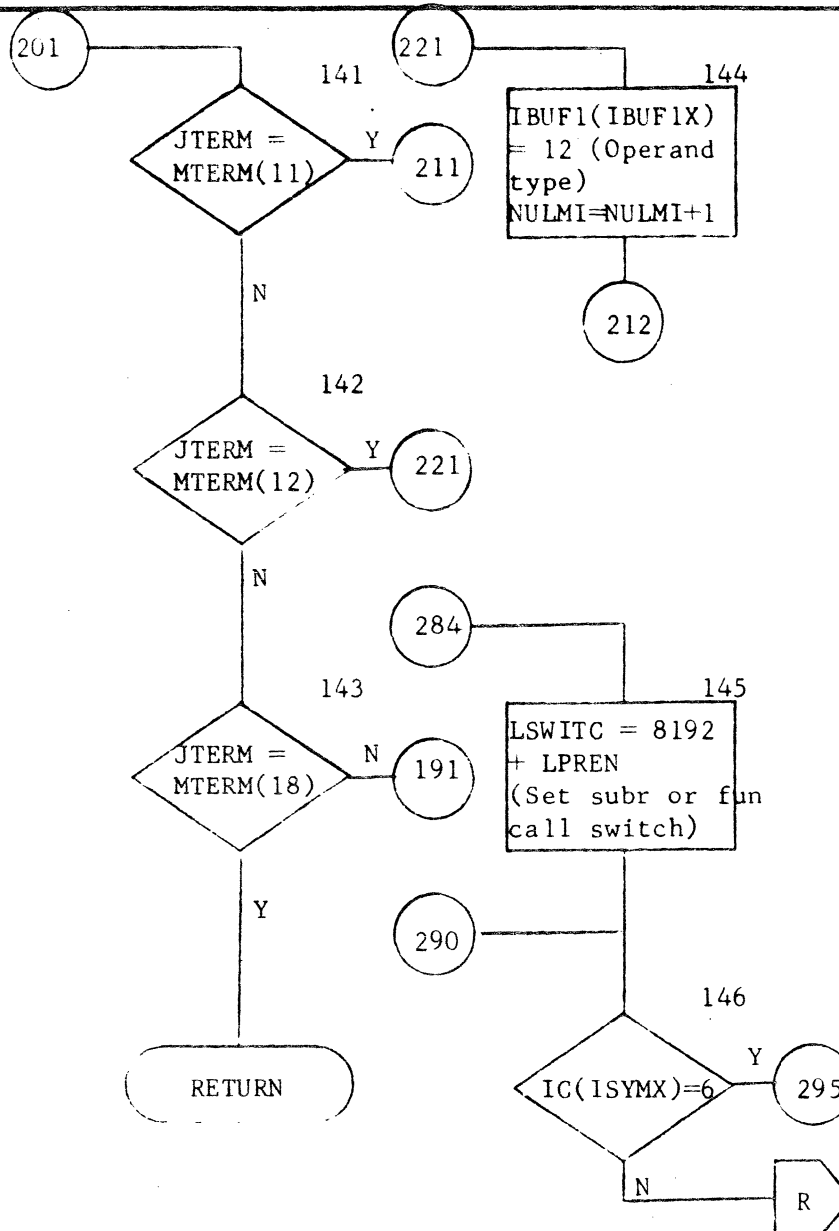 201
141
JTERM =
MTERM(11)
Y
211
N
142
JTERM =
MTERM(12)
Y
221
N
143
JTERM =
MTERM(18)
N
191
Y
RETURN
221
144
IBUF1(IBUF1X)
= 12 (Operand
type)
NULMI=NULMI+1
212
284
145
LSWITC = 8192
+ LPREN
(Set subr or fun
call switch)
290
146
IC(ISYMX)=6
Y
295
N
R